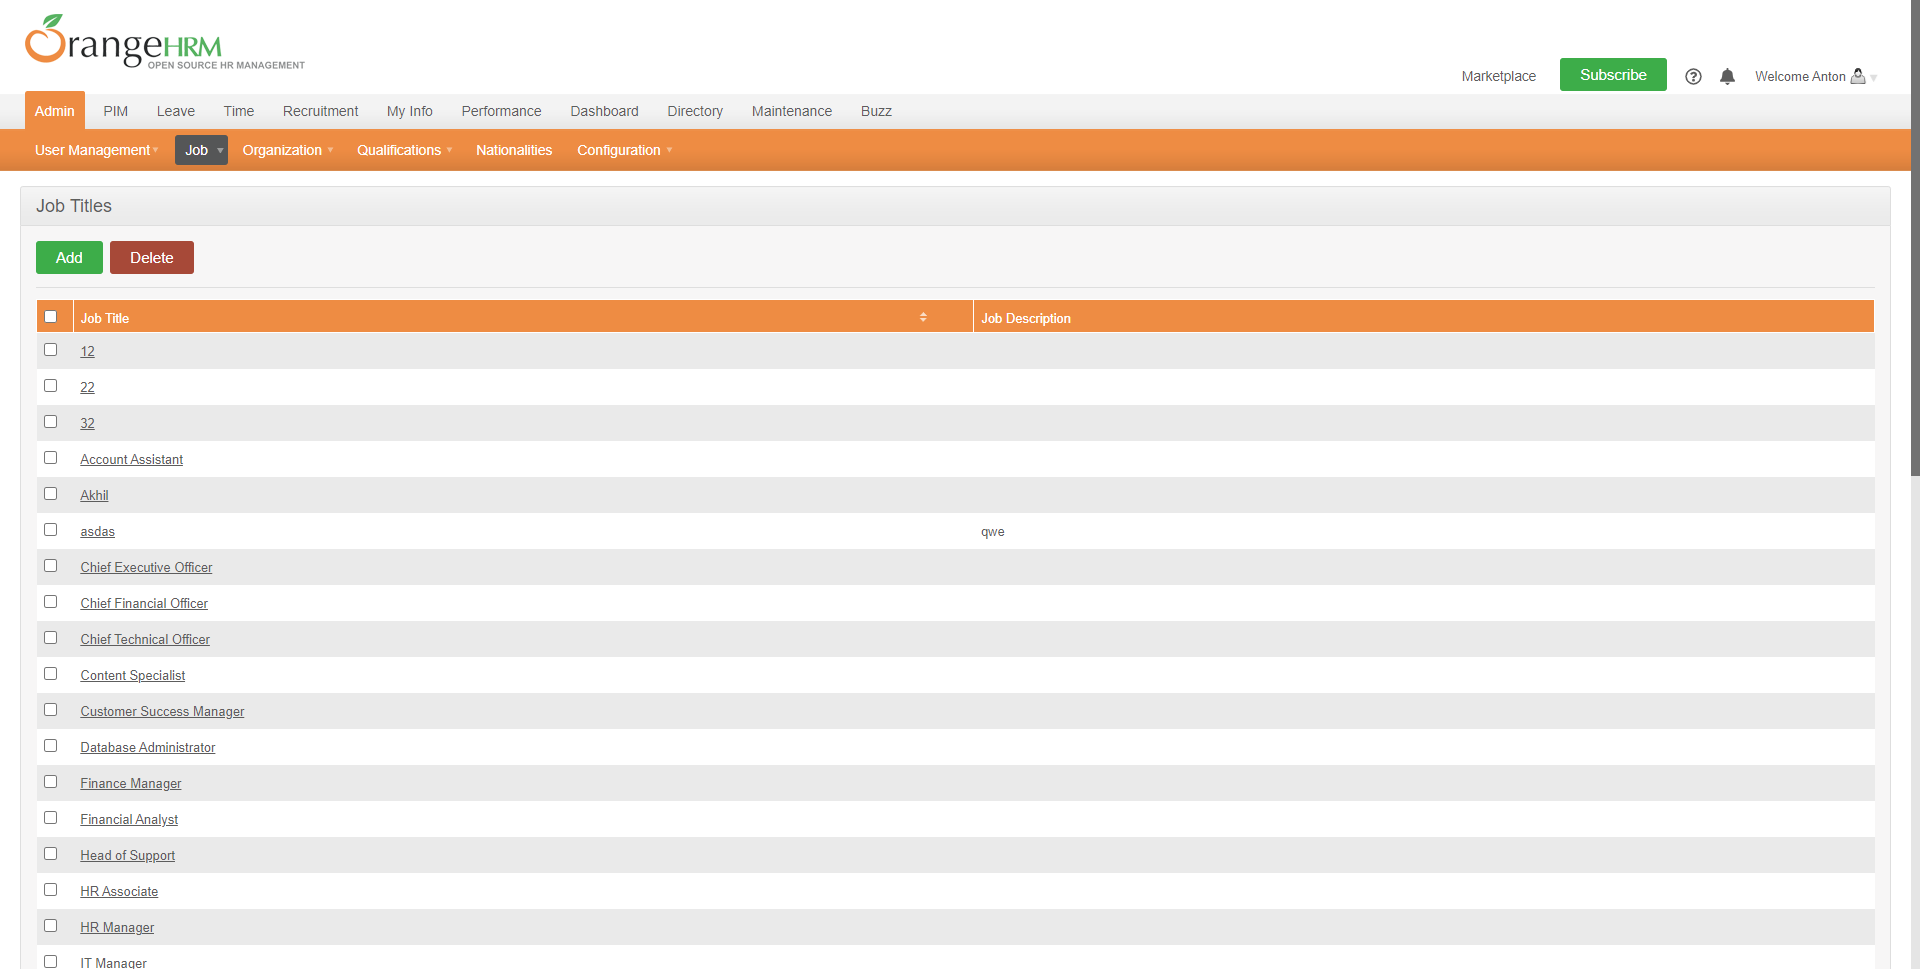 OrangeHRM
OPEN SOURCE HR MANAGEMENT
Marketplace Subscribe Welcome Anton
Admin PIM Leave Time Recruitment My Info Performance Dashboard Directory Maintenance Buzz
User Management Job Organization Qualifications Nationalities Configuration
Job Titles
Add Delete
Job Title Job Description
12
22
32
Account Assistant
Akhil
asdas qwe
Chief Executive Officer
Chief Financial Officer
Chief Technical Officer
Content Specialist
Customer Success Manager
Database Administrator
Finance Manager
Financial Analyst
Head of Support
HR Associate
HR Manager
IT Manager